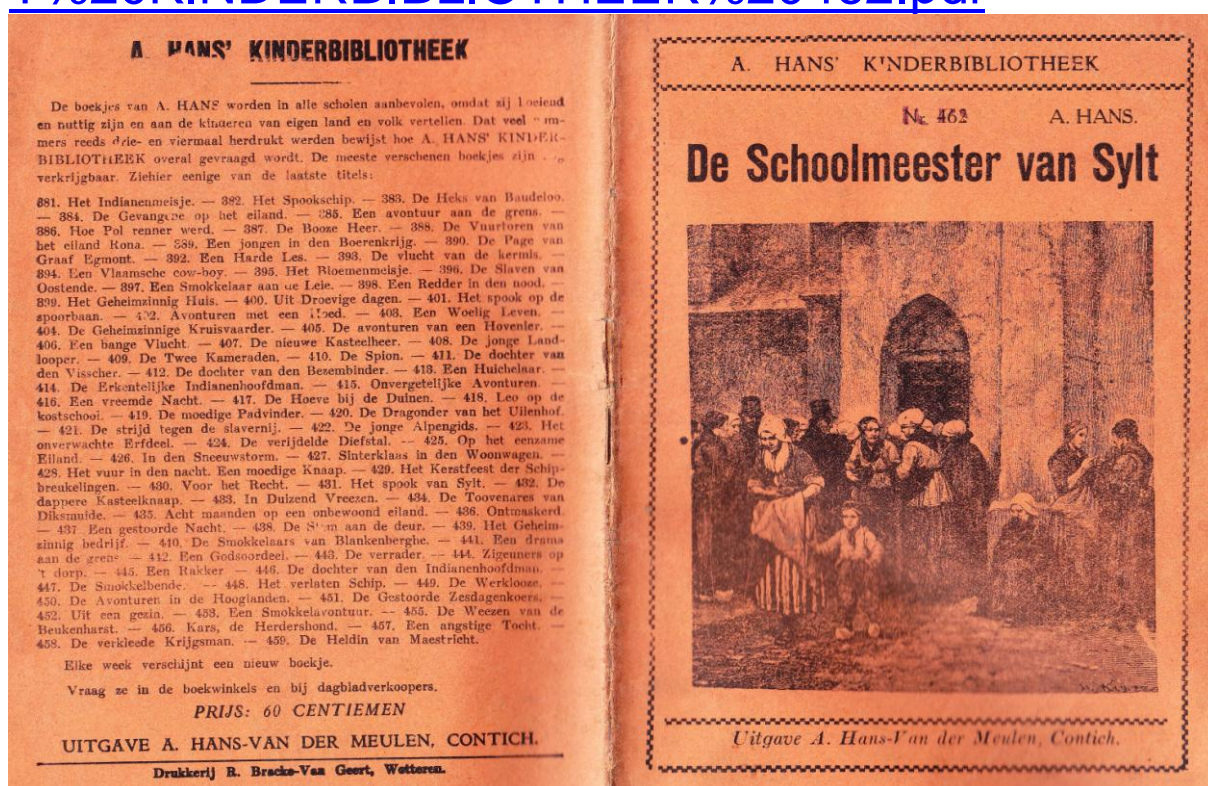 A. HANS' KINDERBIBLIOTHEEK
De boekjes van A. HANS worden in alle scholen aanbevolen, omdat zij boeiend
en nuttig zijn en aan de kinderen van eigen land en volk vertellen. Dat veel
mers reeds drie- en viermaal herdrukt werden bewijst hoe A. HANS' KINDER-
BIBLIOTHEEK overal gevraagd wordt. De meeste verschenen boekjes zijn
verkrijgbaar. Ziehier eenige van de laatste titels:
381. Het Indianenmeisje. — 382. Het Spookschip. — 383. De Heks van Baudeloo.
— 384. De Gevangene op het eiland. — 385. Een avontuur aan de grens. —
386. Hoe Pol renner werd. — 387. De Booze Heer. — 388. De Vuurtoren van
het eiland Rona. — 389. Een jongen in den Boerenkrijg. — 390. De Page van
Graaf Egmont. — 392. Een Harde Les. — 393. De vlucht van de kermis. —
394. Een Vlaamsche cow-boy. — 395. Het Bloemenmeisje. — 396. De Slaven van
Oostende. — 397. Een Smokkelaar aan de Leie. — 398. Een Redder in den nood. —
399. Het Geheimzinnig Huis. — 400. Uit Droevige dagen. — 401. Het spook op de
spoorbaan. — 402. Avonturen met een Hoed. — 403. Een Woelig Leven. —
404. De Geheimzinnige Kruisvaarder. — 405. De avonturen van een Hovenier. —
406. Een bange Vlucht. — 407. De nieuwe Kasteelheer. — 408. De jonge Land-
looper. — 409. De Twee Kameraden. — 410. De Spion. — 411. De dochter van
den Visscher. — 412. De dochter van den Bezembinder. — 413. Een Huichelaar. —
414. De Erkentelijke Indianenhoofdman. — 415. Onvergetelijke Avonturen. —
416. Een vreemde Nacht. — 417. De Hoeve bij de Duinen. — 418. Leo op de
kostschool. — 419. De moedige Padvinder. — 420. De Dragonder van het Uilenhof.
— 421. De strijd tegen de slavernij. — 422. De jonge Alpengids. — 423. Het
onverwachte Erfdeel. — 424. De verijdelde Diefstal. — 425. Op het eenzame
Eiland. — 426. In den Sneeuwstorm. — 427. Sinterklaas in den Woonwagen. —
428. Het vuur in den nacht. Een moedige Knaap. — 429. Het Kerstfeest der Schip-
breukelingen. — 430. Voor het Recht. — 431. Het spook van Sylt. — 432. De
dappere Kasteelknaap. — 433. In Duizend Vreezen. — 434. De Toovenares van
Diksmuide. — 435. Acht maanden op een onbewoond eiland. — 436. Ontmaskerd.
— 437 Een gestoorde Nacht. — 438. De aan de deur. — 439. Het Geheim-
zinnig bedrijf. — 440. De Smokkelaars van Blankenberghe. — 441. Een drama
aan de grens — 442. Een Godsoordeel. — 443. De verrader. — 444. Zigeuners op
't dorp. — 445. Een Rakker — 446. De dochter van den Indianenhoofdman. —
447. De Smokkelbende. — 448. Het verlaten Schip. — 449. De Werklooze. —
450. De Avonturen in de Hooglanden. — 451. De Gestoorde Zesdagenkoers. —
452. Uit een gezin. — 453. Een Smokkelavontuur. — 455. De Weezen van de
Beukenharst. — 456. Kars, de Herdershond. — 457. Een angstige Tocht. —
458. De verkleede Krijgsman. — 459. De Heldin van Maestricht.
Elke week verschijnt een nieuw boekje.
Vraag ze in de boekwinkels en bij dagbladverkoopers.
PRIJS: 60 CENTIEMEN
UITGAVE A. HANS-VAN DER MEULEN, CONTICH.
Drukkerij R. Bracke-Van Geert, Wetteren.
A. HANS' KINDERBIBLIOTHEEK
Nr. 462 A. HANS.
De Schoolmeester van Sylt
Uitgave A. Hans-Van der Meulen, Contich.